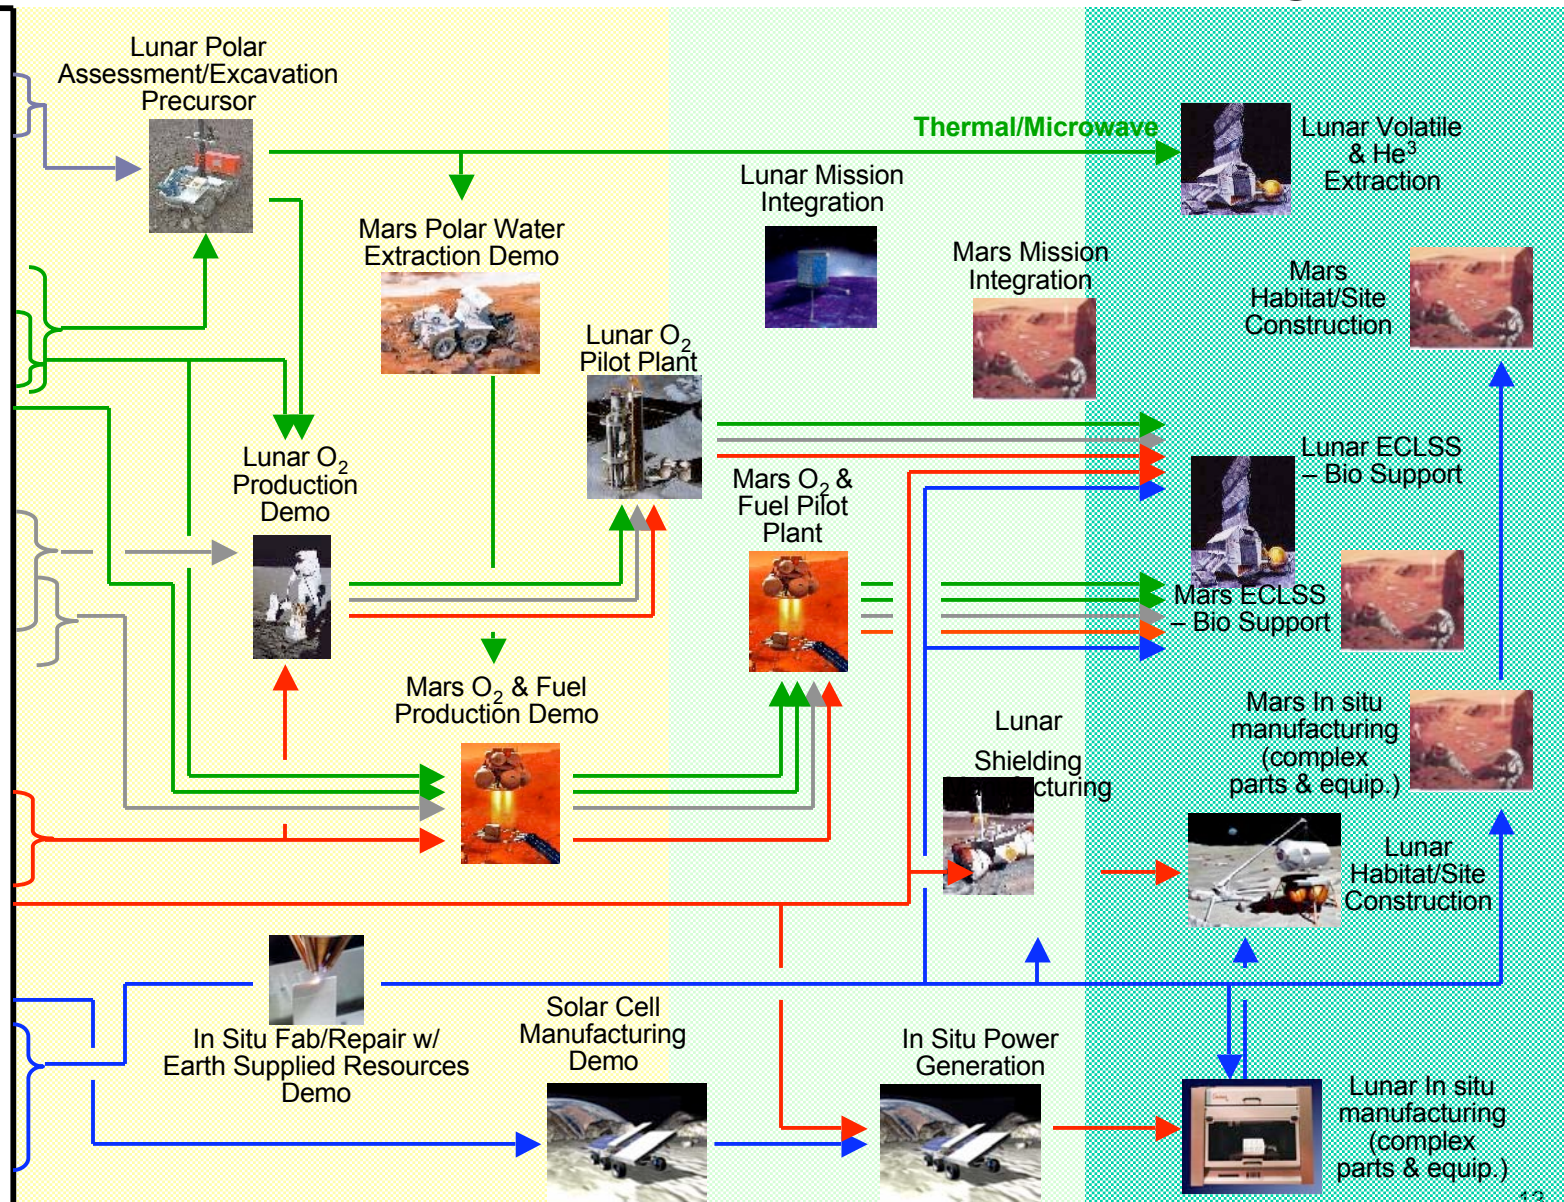 Lunar Polar
Assessment/Excavation
Precursor
Thermal/Microwave
Lunar Volatile
& He3
Extraction
Lunar Mission
Integration
Mars Polar Water
Extraction Demo
Mars Mission
Integration
Mars
Habitat/Site
Construction
Lunar O2
Pilot Plant
Lunar O2
Production
Demo
Lunar ECLSS
– Bio Support
Mars O2 &
Fuel Pilot
Plant
Mars ECLSS
– Bio Support
Mars O2 & Fuel
Production Demo
Mars In situ
manufacturing
(complex
parts & equip.)
Lunar
Shielding
cturing
Lunar
Habitat/Site
Construction
In Situ Fab/Repair w/
Earth Supplied Resources
Demo
Solar Cell
Manufacturing
Demo
In Situ Power
Generation
Lunar In situ
manufacturing
(complex
parts & equip.)